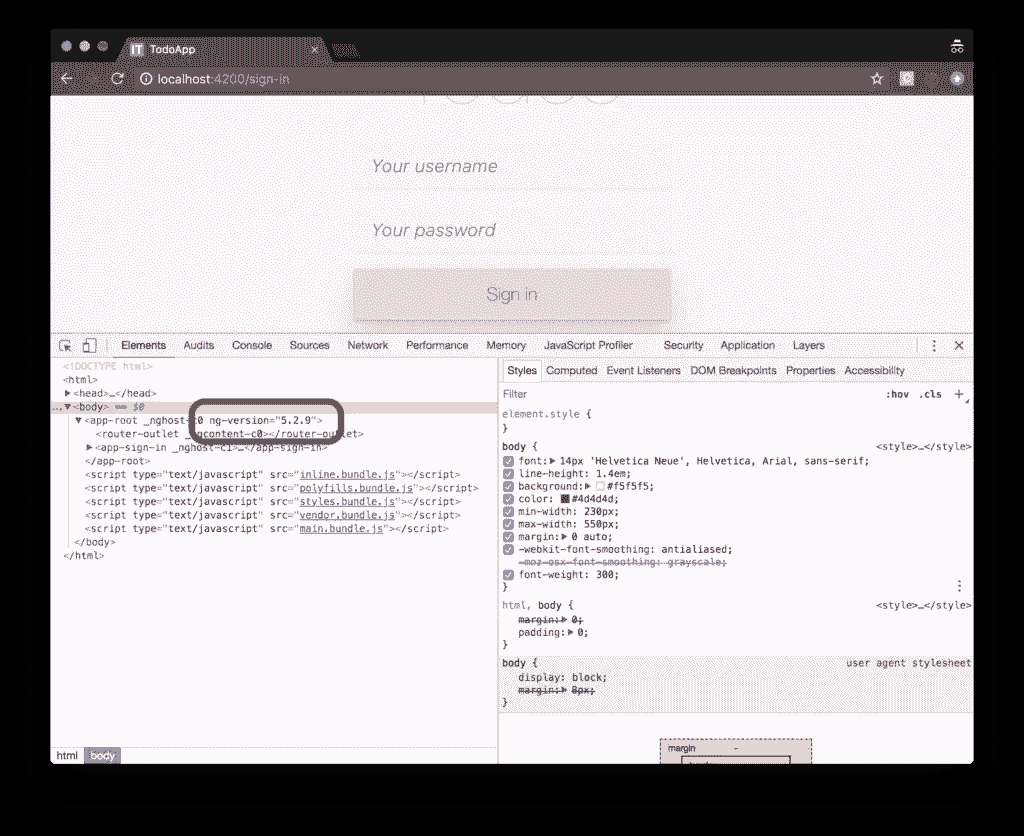 IT TodoApp ×
localhost:4200/sign-in
Your username
Your password
Sign in
Elements Audits Console Sources Network Performance Memory JavaScript Profiler Security Application Layers
<!DOCTYPE html>
<html>
▶<head>…</head>
…▼<body> == $0
▼<app-root _nghost-c0 ng-version="5.2.9">
<router-outlet _ngcontent-c0></router-outlet>
▶<app-sign-in _nghost-c1>…</app-sign-in>
</app-root>
<script type="text/javascript" src="inline.bundle.js"></script>
<script type="text/javascript" src="polyfills.bundle.js"></script>
<script type="text/javascript" src="styles.bundle.js"></script>
<script type="text/javascript" src="vendor.bundle.js"></script>
<script type="text/javascript" src="main.bundle.js"></script>
</body>
</html>
html body
Styles Computed Event Listeners DOM Breakpoints Properties Accessibility
Filter :hov .cls +
element.style {
}
body { <style>…</style>
font:▶ 14px 'Helvetica Neue', Helvetica, Arial, sans-serif;
line-height: 1.4em;
background:▶ #f5f5f5;
color: #4d4d4d;
min-width: 230px;
max-width: 550px;
margin:▶ 0 auto;
-webkit-font-smoothing: antialiased;
-moz-osx-font-smoothing: grayscale;
font-weight: 300;
}
html, body { <style>…</style>
margin:▶ 0;
padding:▶ 0;
}
body { user agent stylesheet
display: block;
margin:▶ 8px;
}
margin -